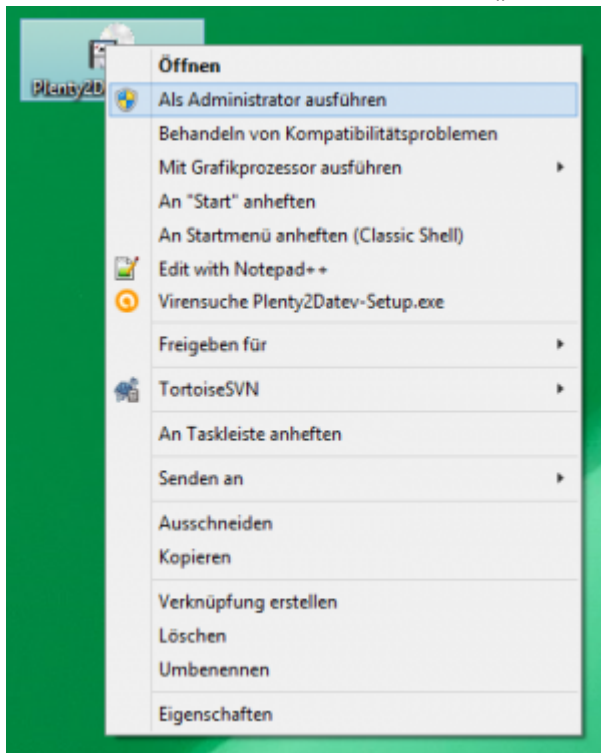 Plenty2D
Öffnen
Als Administrator ausführen
Behandeln von Kompatibilitätsproblemen
Mit Grafikprozessor ausführen
An "Start" anheften
An Startmenü anheften (Classic Shell)
Edit with Notepad++
Virensuche Plenty2Datev-Setup.exe
Freigeben für
TortoiseSVN
An Taskleiste anheften
Senden an
Ausschneiden
Kopieren
Verknüpfung erstellen
Löschen
Umbenennen
Eigenschaften